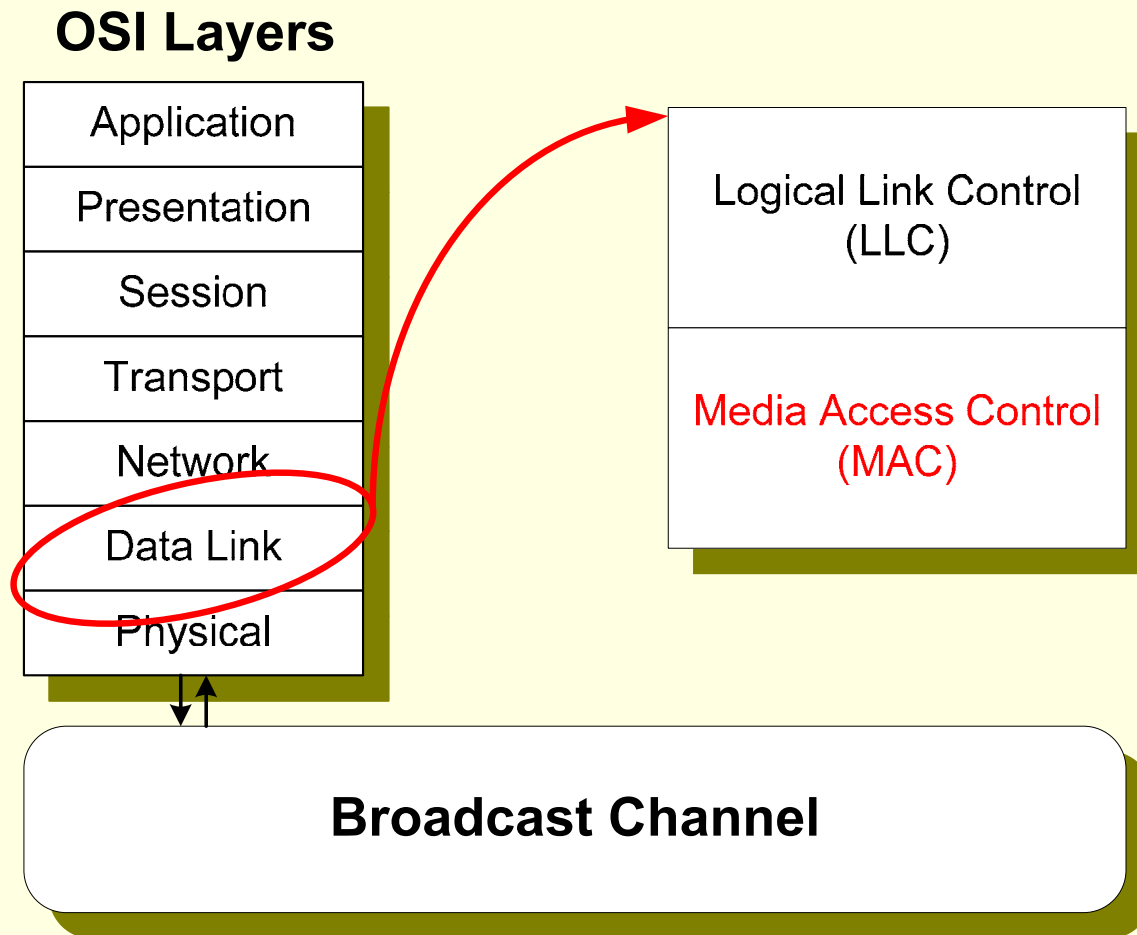 OSI Layers
Application
Presentation
Session
Transport
Network
Data Link
Physical
Logical Link Control
(LLC)
Media Access Control
(MAC)
Broadcast Channel